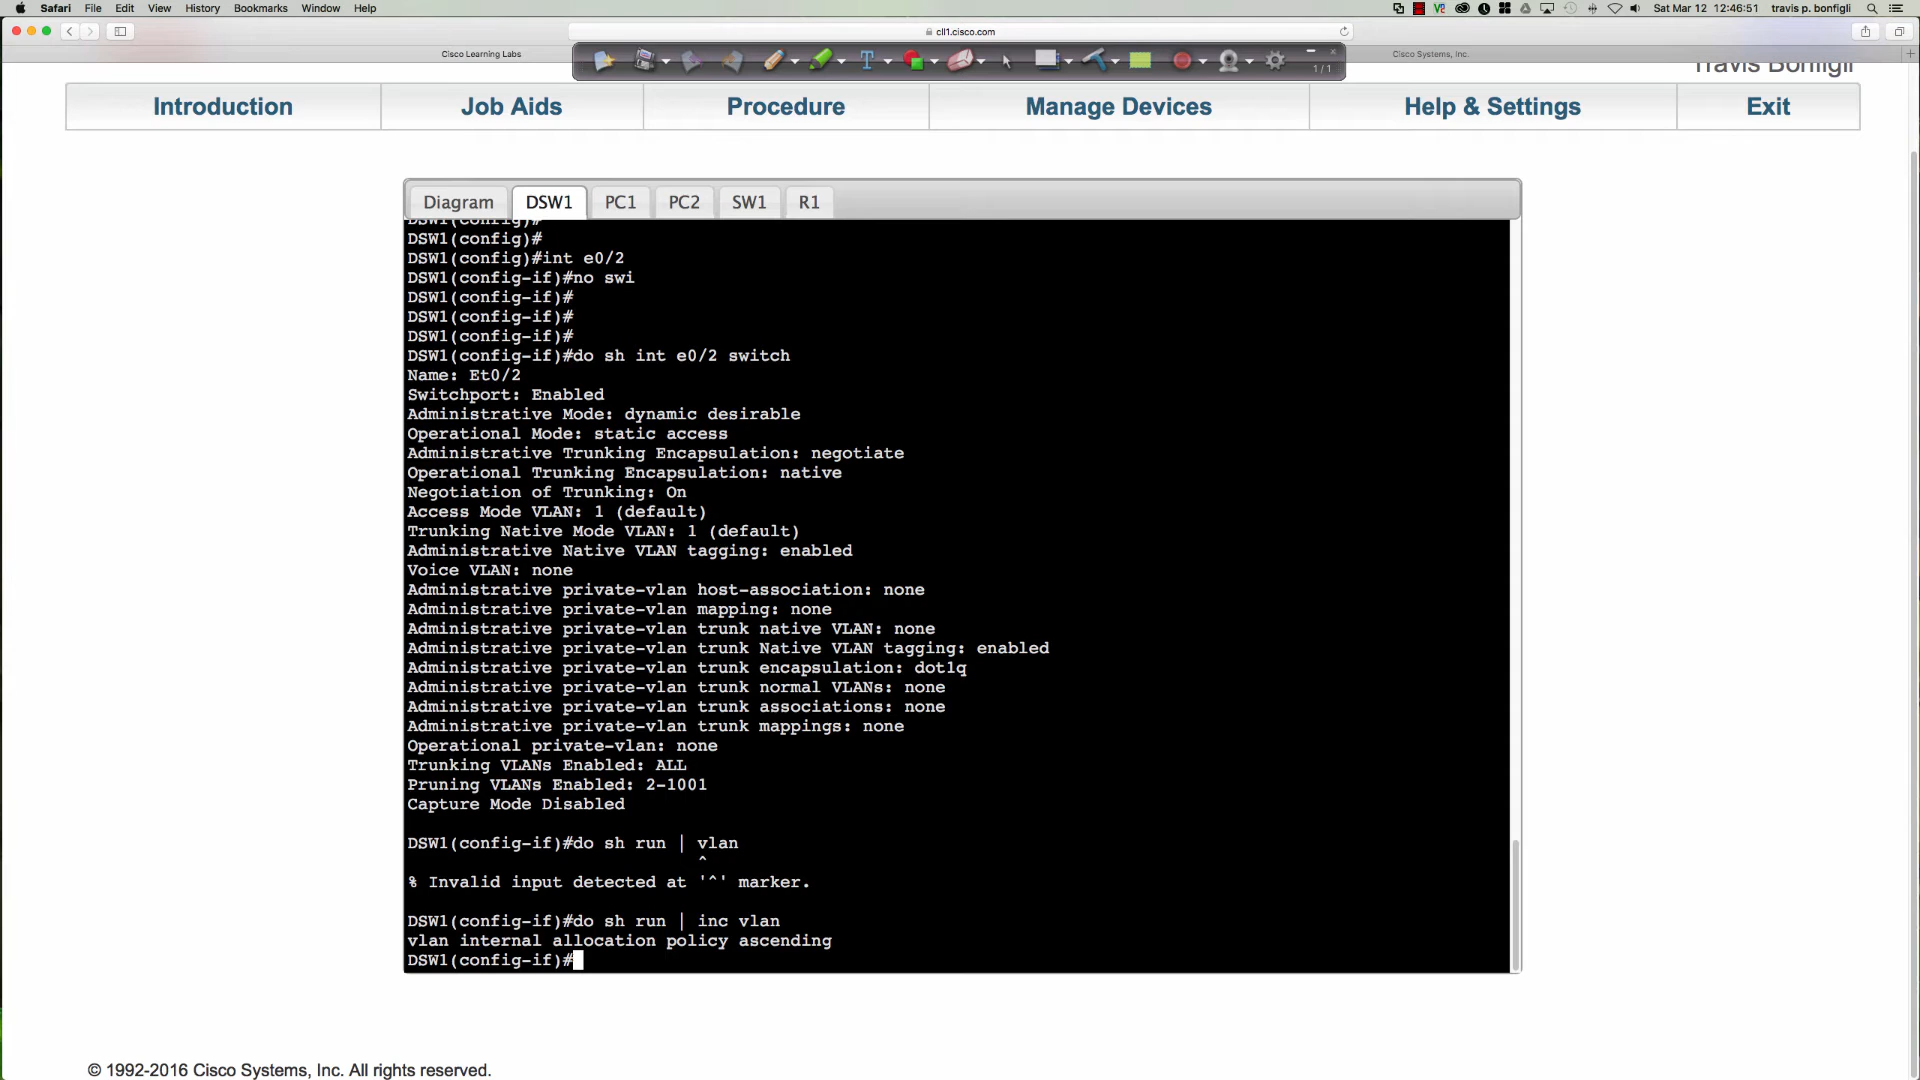 Safari File Edit View History Bookmarks Window Help
Sat Mar 12 12:46:51 travis p. bonfigli
cll1.cisco.com
Cisco Learning Labs
Cisco Systems, Inc.
1/1
Travis Bonfigli
Introduction Job Aids Procedure Manage Devices Help & Settings Exit
Diagram DSW1 PC1 PC2 SW1 R1
DSW1(config)#
DSW1(config)#
DSW1(config)#int e0/2
DSW1(config-if)#no swi
DSW1(config-if)#
DSW1(config-if)#
DSW1(config-if)#
DSW1(config-if)#do sh int e0/2 switch
Name: Et0/2
Switchport: Enabled
Administrative Mode: dynamic desirable
Operational Mode: static access
Administrative Trunking Encapsulation: negotiate
Operational Trunking Encapsulation: native
Negotiation of Trunking: On
Access Mode VLAN: 1 (default)
Trunking Native Mode VLAN: 1 (default)
Administrative Native VLAN tagging: enabled
Voice VLAN: none
Administrative private-vlan host-association: none
Administrative private-vlan mapping: none
Administrative private-vlan trunk native VLAN: none
Administrative private-vlan trunk Native VLAN tagging: enabled
Administrative private-vlan trunk encapsulation: dot1q
Administrative private-vlan trunk normal VLANs: none
Administrative private-vlan trunk associations: none
Administrative private-vlan trunk mappings: none
Operational private-vlan: none
Trunking VLANs Enabled: ALL
Pruning VLANs Enabled: 2-1001
Capture Mode Disabled
DSW1(config-if)#do sh run | vlan
^
% Invalid input detected at '^' marker.
DSW1(config-if)#do sh run | inc vlan
vlan internal allocation policy ascending
DSW1(config-if)#
© 1992-2016 Cisco Systems, Inc. All rights reserved.